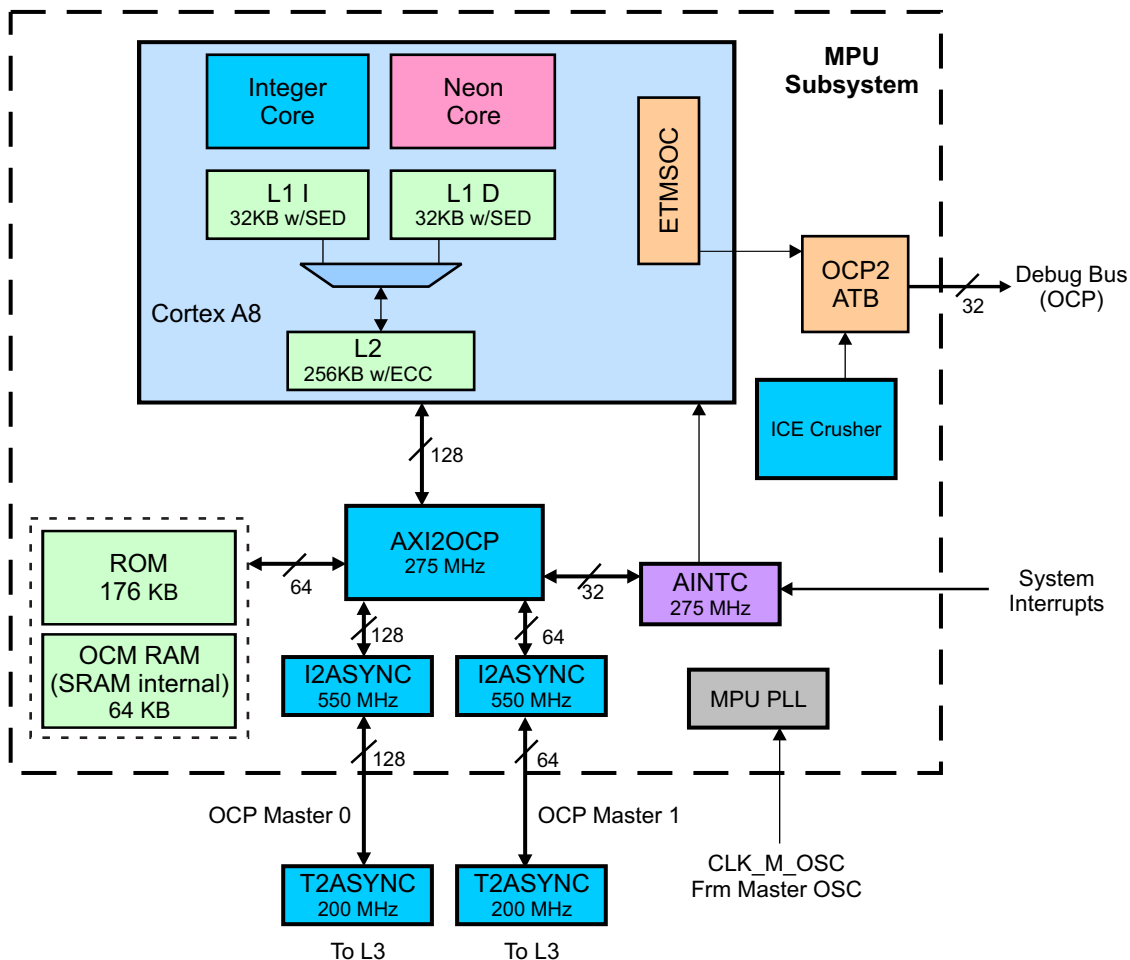 MPU
Subsystem
Integer
Core
Neon
Core
ETMSOC
L1 I
32KB w/SED
L1 D
32KB w/SED
OCP2
ATB
Debug Bus
(OCP)
32
Cortex A8
L2
256KB w/ECC
ICE Crusher
128
ROM
176 KB
64
AXI2OCP
275 MHz
32
AINTC
275 MHz
System
Interrupts
128
64
OCM RAM
(SRAM internal)
64 KB
I2ASYNC
550 MHz
I2ASYNC
550 MHz
MPU PLL
128
64
OCP Master 0
OCP Master 1
CLK_M_OSC
Frm Master OSC
T2ASYNC
200 MHz
T2ASYNC
200 MHz
To L3
To L3